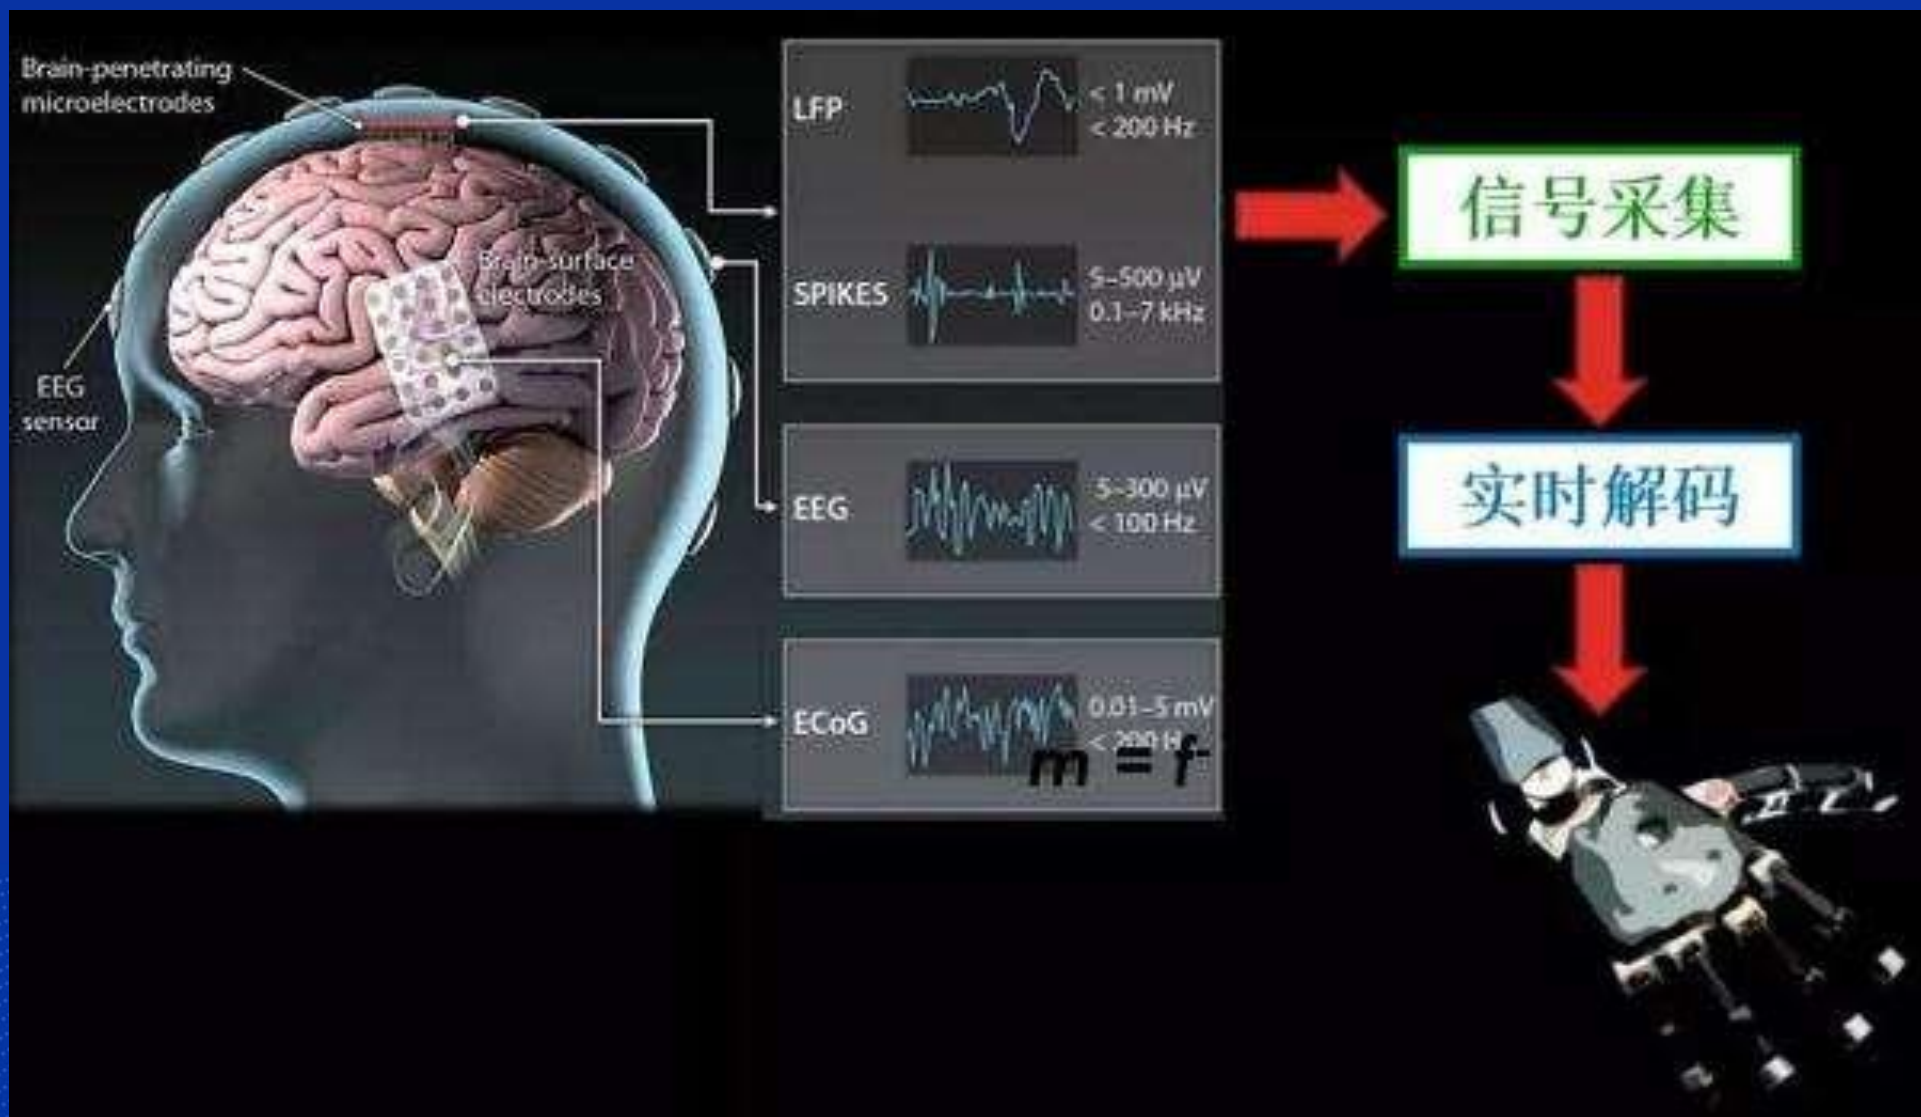 Brain-penetrating
microelectrodes
Brain-surface
electrodes
EEG
sensor
LFP
< 1 mV
< 200 Hz
SPIKES
5–500 μV
0.1–7 kHz
EEG
5–300 μV
< 100 Hz
ECoG
0.01–5 mV
< 200 H
m = f
信号采集
实时解码